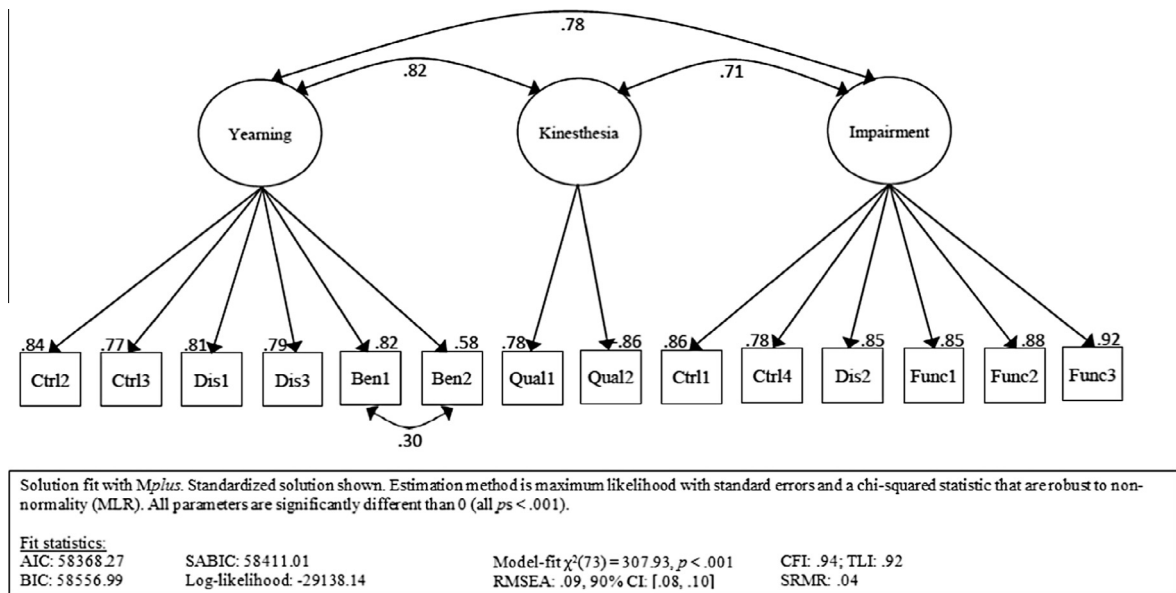 .78
.82 .71
Yearning Kinesthesia Impairment
.84 .77 .81 .79 .82 .58 .78 .86 .86 .78 .85 .85 .88 .92
Ctrl2 Ctrl3 Dis1 Dis3 Ben1 Ben2 Qual1 Qual2 Ctrl1 Ctrl4 Dis2 Func1 Func2 Func3
.30
Solution fit with Mplus. Standardized solution shown. Estimation method is maximum likelihood with standard errors and a chi-squared statistic that are robust to non-
normality (MLR). All parameters are significantly different than 0 (all ps < .001).
Fit statistics:
AIC: 58368.27 SABIC: 58411.01 Model-fit χ²(73) = 307.93, p < .001 CFI: .94; TLI: .92
BIC: 58556.99 Log-likelihood: -29138.14 RMSEA: .09, 90% CI: [.08, .10] SRMR: .04